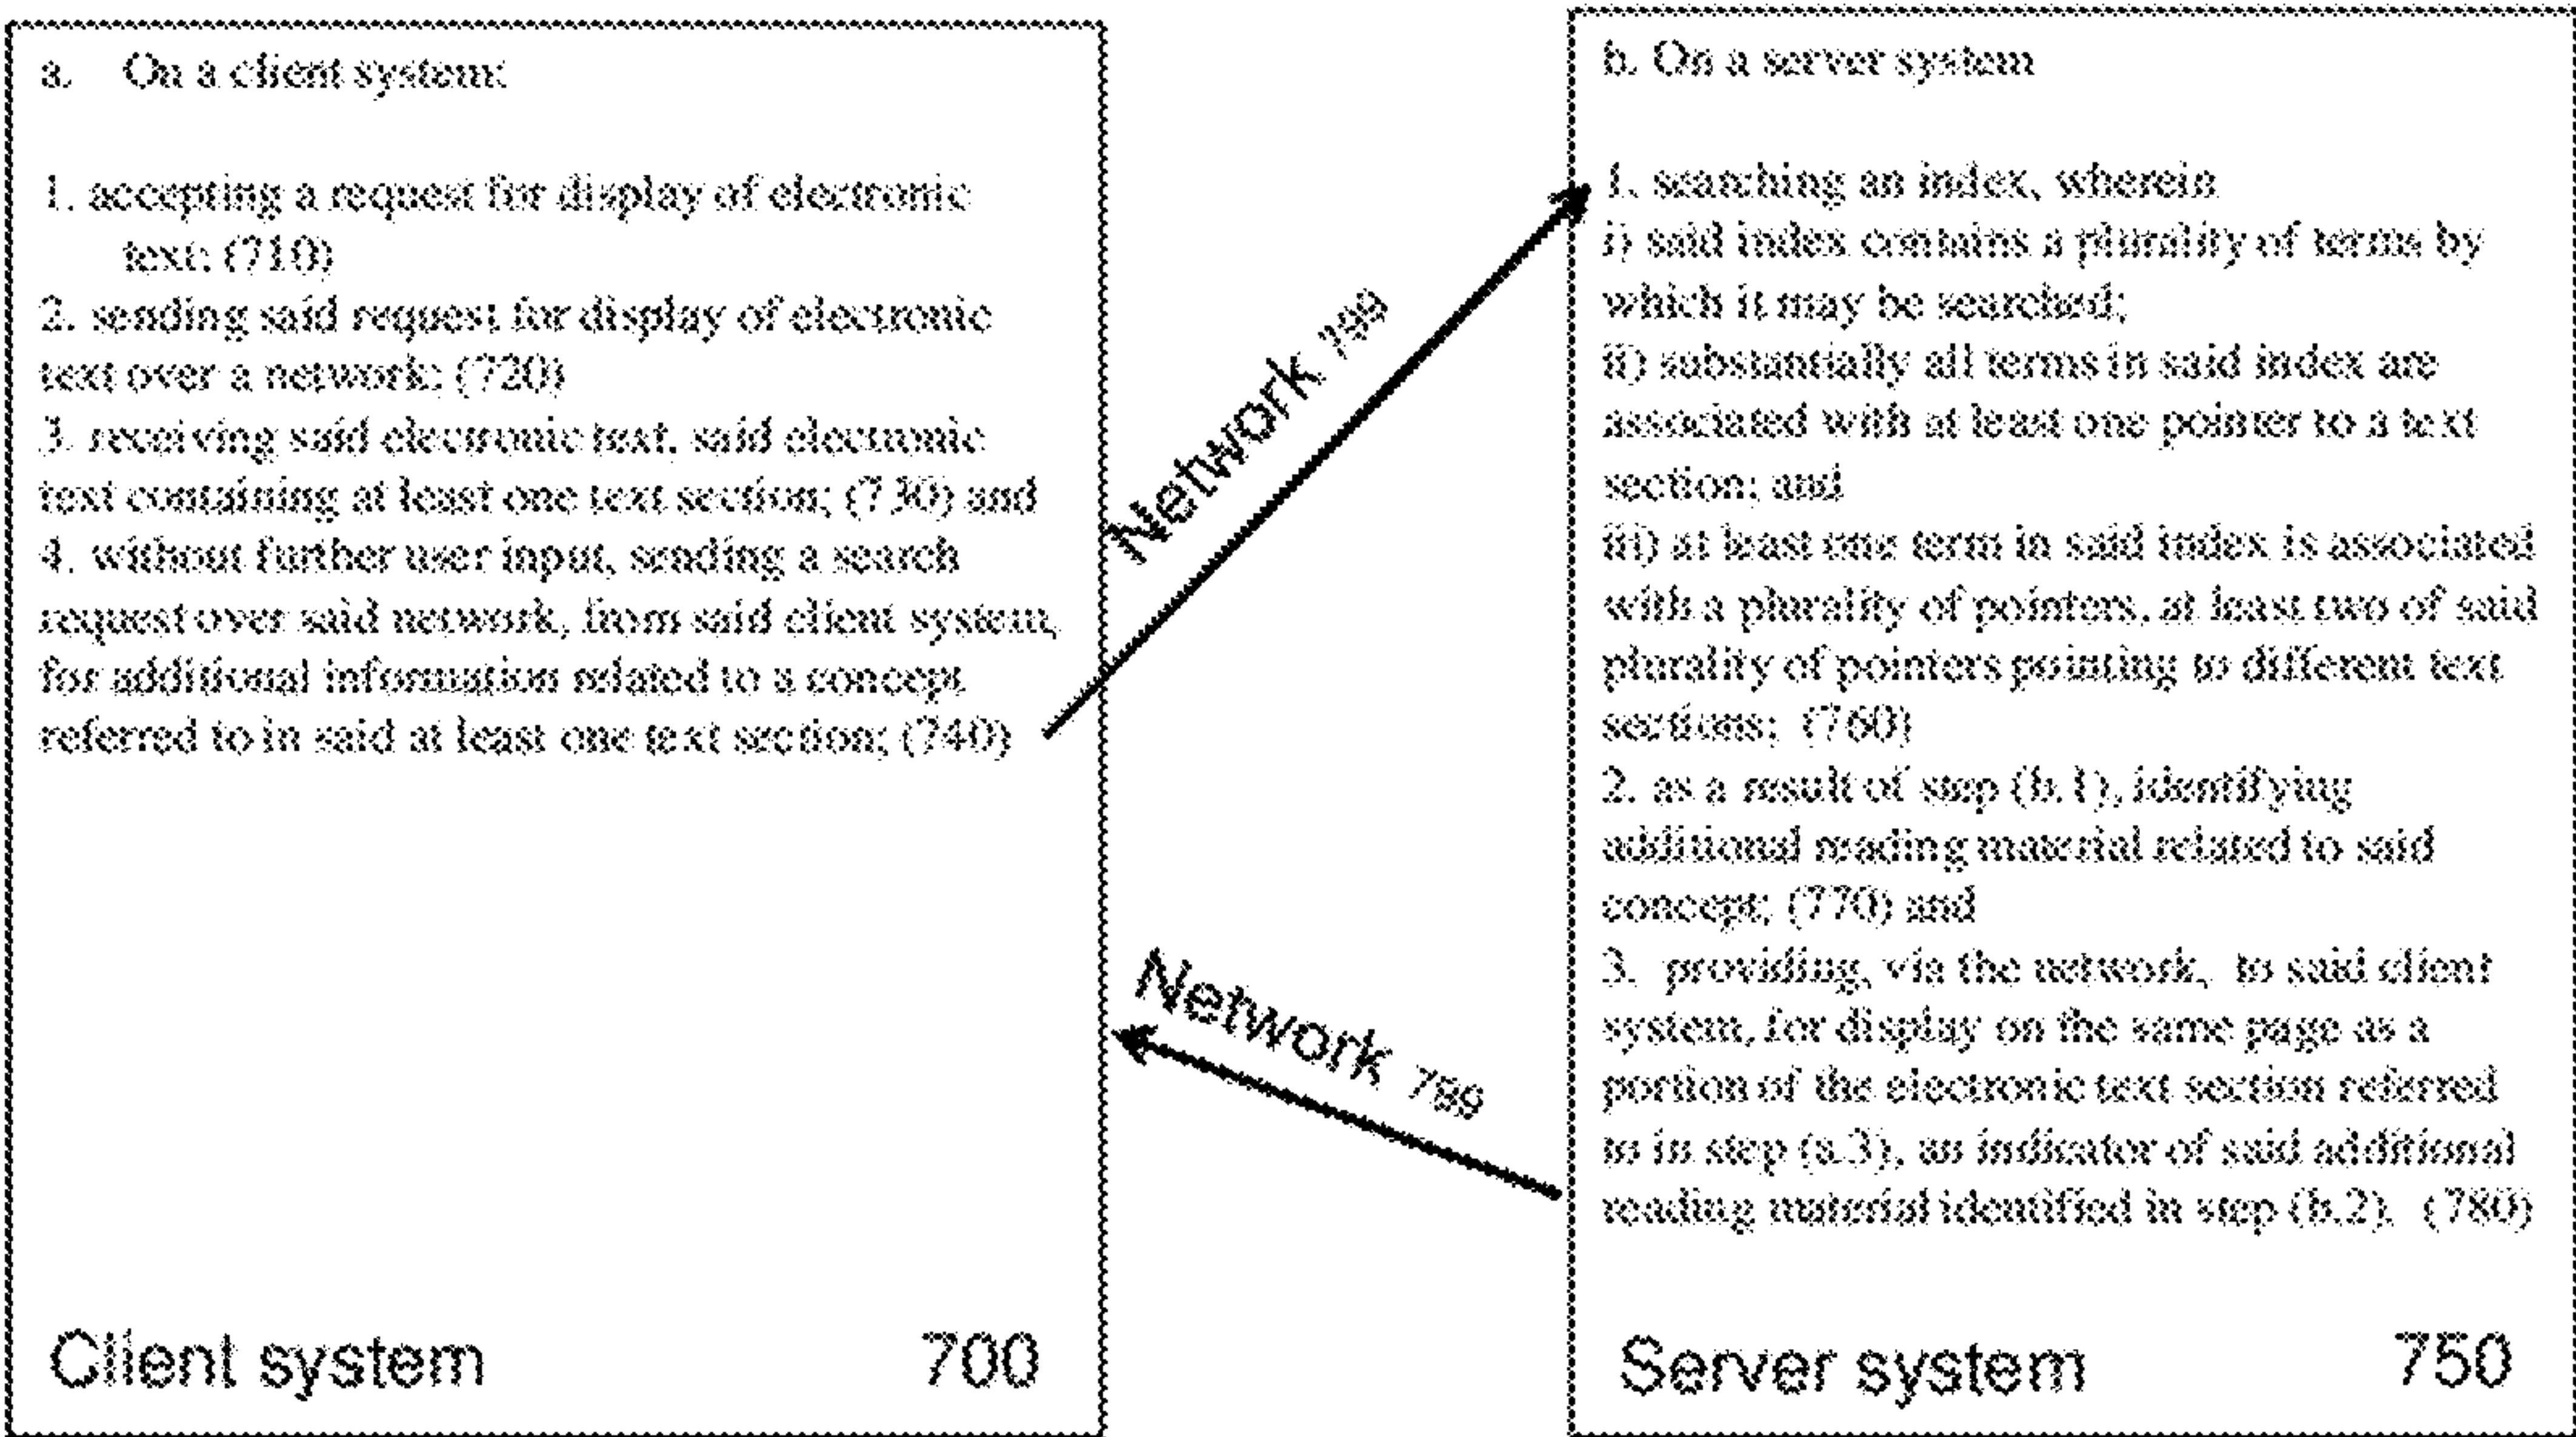 a. On a client system:
1. accepting a request for display of electronic
text; (710)
2. sending said request for display of electronic
text over a network; (720)
3. receiving said electronic text, said electronic
text containing at least one text section; (730) and
4. without further user input, sending a search
request over said network, from said client system,
for additional information related to a concept
referred to in said at least one text section; (740)
Client system 700
Network 799
Network 789
b. On a server system
1. searching an index, wherein
i) said index contains a plurality of terms by
which it may be searched;
ii) substantially all terms in said index are
associated with at least one pointer to a text
section; and
iii) at least one term in said index is associated
with a plurality of pointers, at least two of said
plurality of pointers pointing to different text
sections; (760)
2. as a result of step (b.1), identifying
additional reading material related to said
concept; (770) and
3. providing, via the network, to said client
system, for display on the same page as a
portion of the electronic text section referred
to in step (a.3), an indicator of said additional
reading material identified in step (b.2). (780)
Server system 750